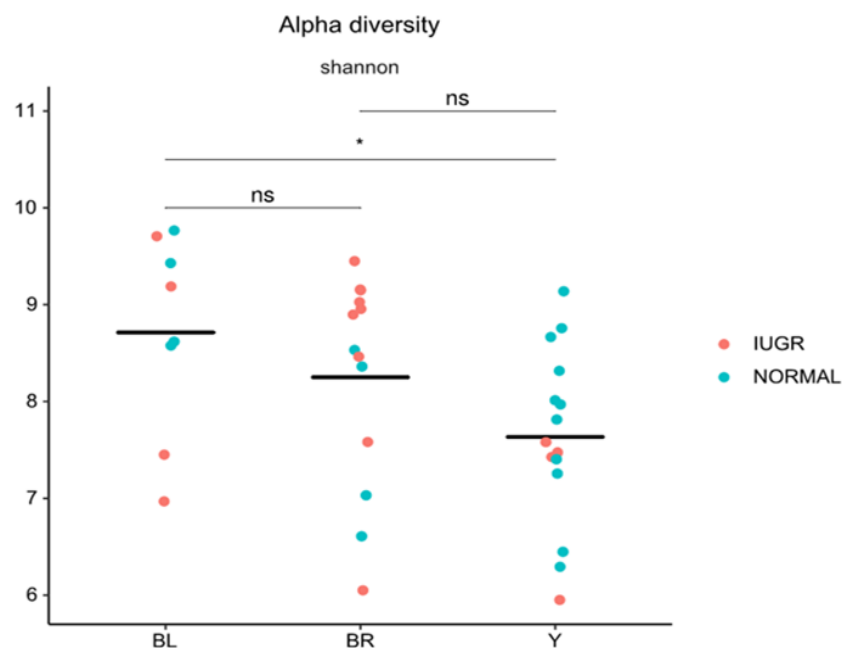 Alpha diversity
shannon
11
ns
*
10
ns
9
8
7
6
BL BR Y
IUGR
NORMAL